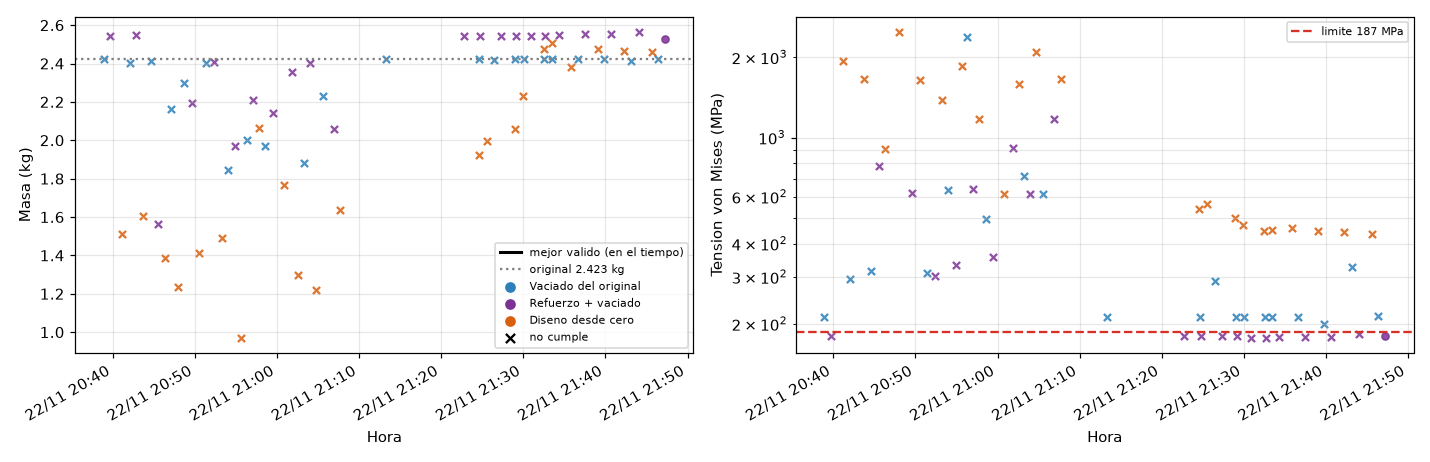 2.6
2.4
2.2
2.0
1.8
1.6
1.4
1.2
1.0
Masa (kg)
mejor valido (en el tiempo)
original 2.423 kg
Vaciado del original
Refuerzo + vaciado
Diseno desde cero
no cumple
22/11 20:40
22/11 20:50
22/11 21:00
22/11 21:10
22/11 21:20
22/11 21:30
22/11 21:40
22/11 21:50
Hora
limite 187 MPa
2 × 10³
10³
6 × 10²
4 × 10²
3 × 10²
2 × 10²
Tension von Mises (MPa)
22/11 20:40
22/11 20:50
22/11 21:00
22/11 21:10
22/11 21:20
22/11 21:30
22/11 21:40
22/11 21:50
Hora